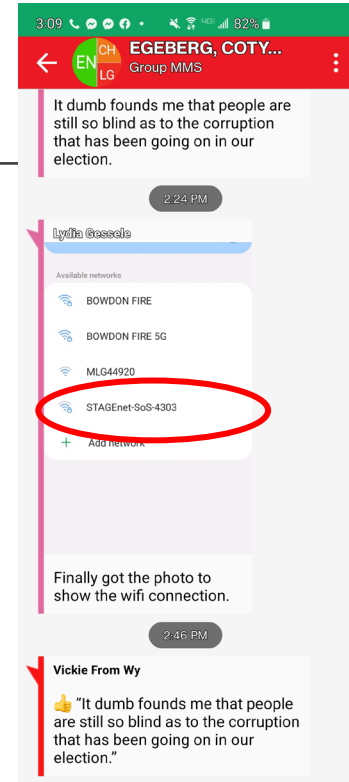 3:09 4G 82%
EN CH LG EGEBERG, COTY...
Group MMS
It dumb founds me that people are
still so blind as to the corruption
that has been going on in our
election.
2:24 PM
Lydia Gessele
Available networks
BOWDON FIRE
BOWDON FIRE 5G
MLG44920
STAGEnet-SoS-4303
+ Add network
Finally got the photo to
show the wifi connection.
2:46 PM
Vickie From Wy
👍 “It dumb founds me that people
are still so blind as to the corruption
that has been going on in our
election.”